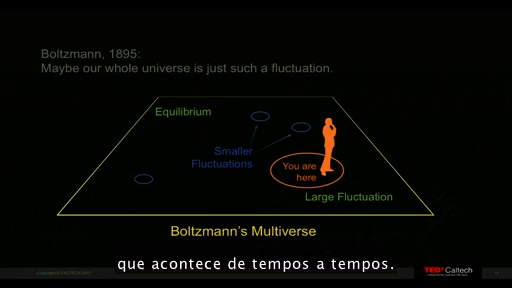 Boltzmann, 1895:
Maybe our whole universe is just such a fluctuation.
Equilibrium
Smaller
Fluctuations
You are
here
Large Fluctuation
Boltzmann's Multiverse
que acontece de tempos a tempos.
TEDxCaltech